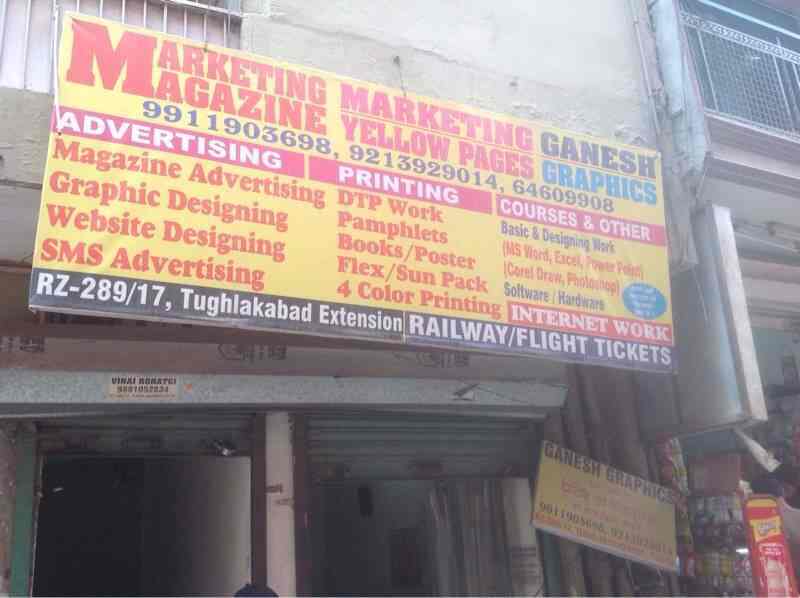 MARKETING MAGAZINE
MARKETING YELLOW PAGES
GANESH GRAPHICS
9911903698, 9213929014, 64609908
ADVERTISING
Magazine Advertising
Graphic Designing
Website Designing
SMS Advertising
PRINTING
DTP Work
Pamphlets
Books/Poster
Flex/Sun Pack
4 Color Printing
COURSES & OTHER
Basic & Designing Work
(MS Word, Excel, Power Point)
(Corel Draw, Photoshop)
Software / Hardware
INTERNET WORK
RZ-289/17, Tughlakabad Extension
RAILWAY/FLIGHT TICKETS
VINAI ROHATGI
GANESH GRAPHICS
9911903698, 9213929014